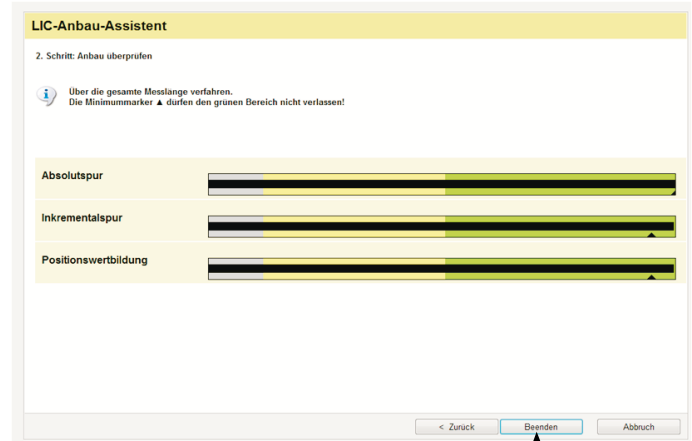 LIC-Anbau-Assistent
2. Schritt: Anbau überprüfen
Über die gesamte Messlänge verfahren.
Die Minimummarker ▲ dürfen den grünen Bereich nicht verlassen!
Absolutspur
Inkrementalspur
Positionswertbildung
< Zurück Beenden Abbruch